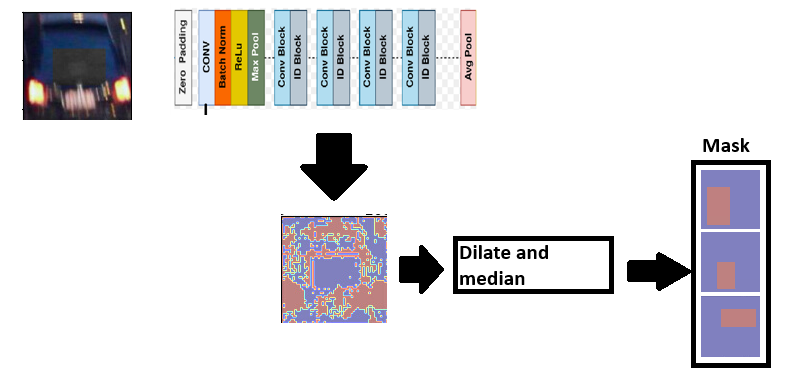 Zero Padding
CONV
Batch Norm
ReLu
Max Pool
Conv Block
ID Block
Conv Block
ID Block
Conv Block
ID Block
Conv Block
ID Block
Avg Pool
Mask
Dilate and
median